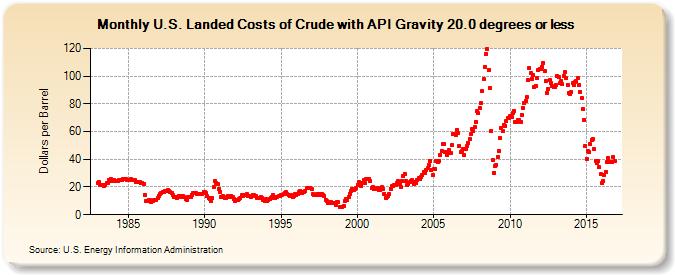 Monthly U.S. Landed Costs of Crude with API Gravity 20.0 degrees or less
Dollars per Barrel
120
100
80
60
40
20
0
1985 1990 1995 2000 2005 2010 2015
Source: U.S. Energy Information Administration